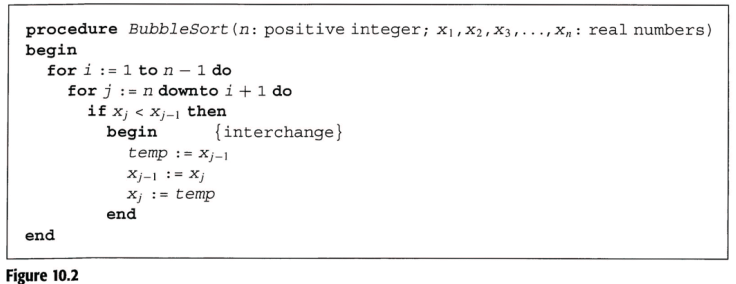 procedure BubbleSort(n: positive integer; x₁,x₂,x₃,...,xₙ: real numbers)
begin
for i := 1 to n − 1 do
for j := n downto i + 1 do
if xⱼ < xⱼ₋₁ then
begin {interchange}
temp := xⱼ₋₁
xⱼ₋₁ := xⱼ
xⱼ := temp
end
end
Figure 10.2